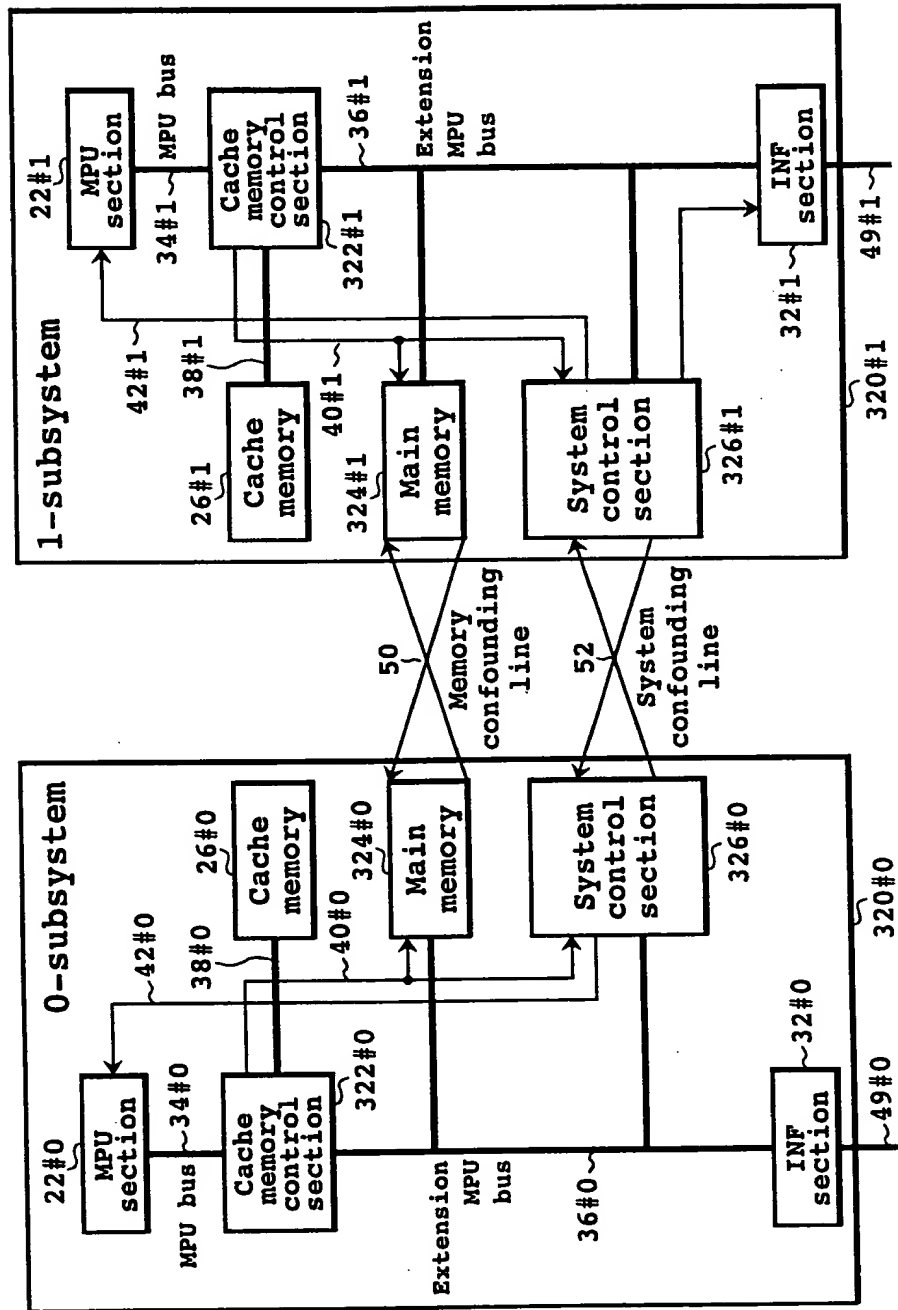 0-subsystem
22#0
MPU
section
MPU bus
34#0
42#0
Cache
memory
control
section
322#0
38#0
40#0
26#0
Cache
memory
324#0
Main
memory
Extension
MPU
bus
36#0
System
control
section
326#0
INF
section
32#0
49#0
320#0
50
Memory
confounding
line
52
System
confounding
line
1-subsystem
22#1
MPU
section
34#1
MPU bus
42#1
26#1
Cache
memory
38#1
40#1
Cache
memory
control
section
322#1
36#1
324#1
Main
memory
Extension
MPU
bus
System
control
section
326#1
INF
section
32#1
49#1
320#1